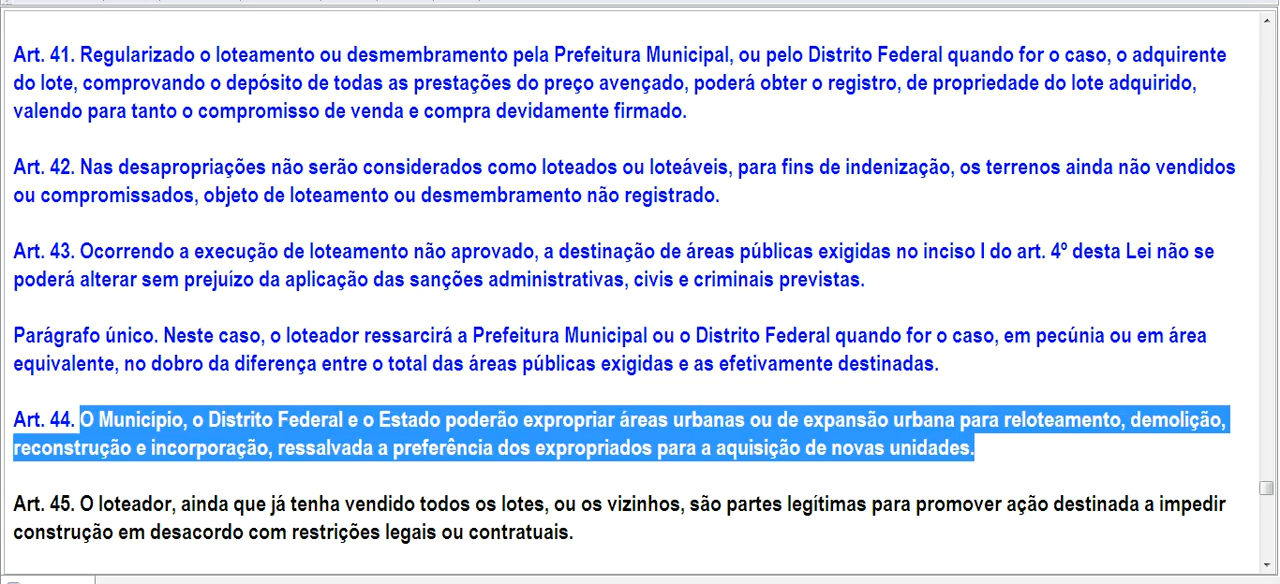 Art. 41. Regularizado o loteamento ou desmembramento pela Prefeitura Municipal, ou pelo Distrito Federal quando for o caso, o adquirente
do lote, comprovando o depósito de todas as prestações do preço avençado, poderá obter o registro, de propriedade do lote adquirido,
valendo para tanto o compromisso de venda e compra devidamente firmado.
Art. 42. Nas desapropriações não serão considerados como loteados ou loteáveis, para fins de indenização, os terrenos ainda não vendidos
ou compromissados, objeto de loteamento ou desmembramento não registrado.
Art. 43. Ocorrendo a execução de loteamento não aprovado, a destinação de áreas públicas exigidas no inciso I do art. 4º desta Lei não se
poderá alterar sem prejuízo da aplicação das sanções administrativas, civis e criminais previstas.
Parágrafo único. Neste caso, o loteador ressarcirá a Prefeitura Municipal ou o Distrito Federal quando for o caso, em pecúnia ou em área
equivalente, no dobro da diferença entre o total das áreas públicas exigidas e as efetivamente destinadas.
Art. 44. O Município, o Distrito Federal e o Estado poderão expropriar áreas urbanas ou de expansão urbana para reloteamento, demolição,
reconstrução e incorporação, ressalvada a preferência dos expropriados para a aquisição de novas unidades.
Art. 45. O loteador, ainda que já tenha vendido todos os lotes, ou os vizinhos, são partes legítimas para promover ação destinada a impedir
construção em desacordo com restrições legais ou contratuais.